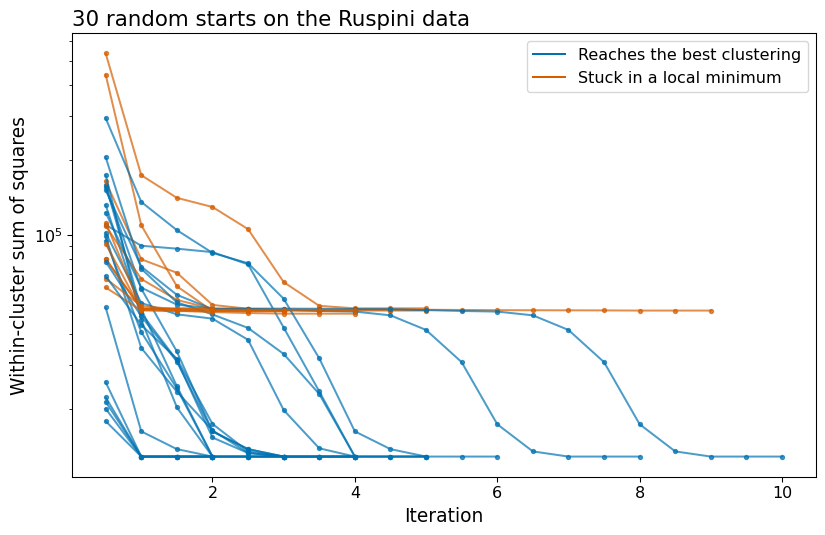 30 random starts on the Ruspini data
Reaches the best clustering
Stuck in a local minimum
Within-cluster sum of squares
10⁵
2
4
6
8
10
Iteration